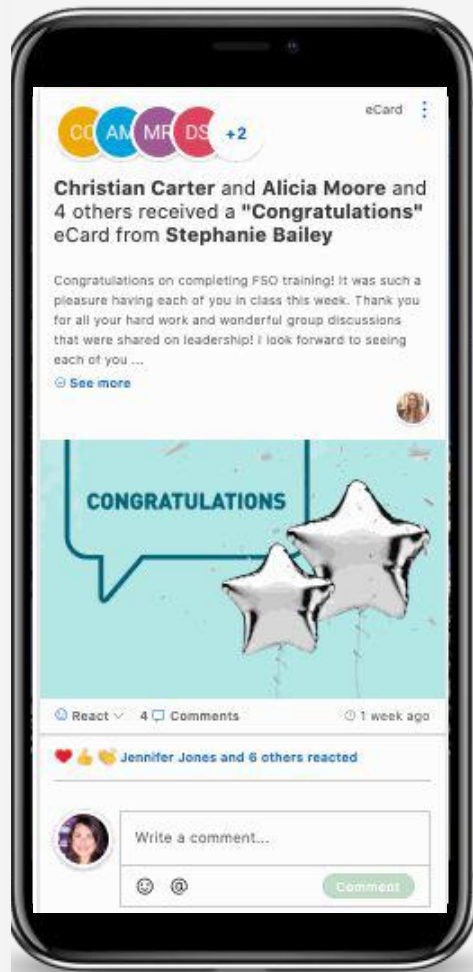 eCard
CC AM MR DS +2
Christian Carter and Alicia Moore and
4 others received a "Congratulations"
eCard from Stephanie Bailey
Congratulations on completing FSO training! It was such a
pleasure having each of you in class this week. Thank you
for all your hard work and wonderful group discussions
that were shared on leadership! I look forward to seeing
each of you ...
See more
CONGRATULATIONS
React 4 Comments 1 week ago
Jennifer Jones and 6 others reacted
Write a comment...
@ Comment